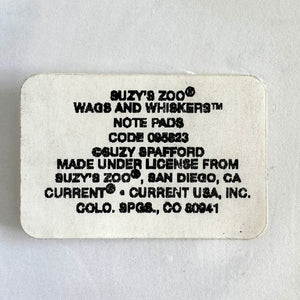 SUZY'S ZOO®
WAGS AND WHISKERS™
NOTE PADS
CODE 095823
©SUZY SPAFFORD
MADE UNDER LICENSE FROM
SUZY'S ZOO®, SAN DIEGO, CA
CURRENT® • CURRENT USA, INC.
COLO. SPGS., CO 80941